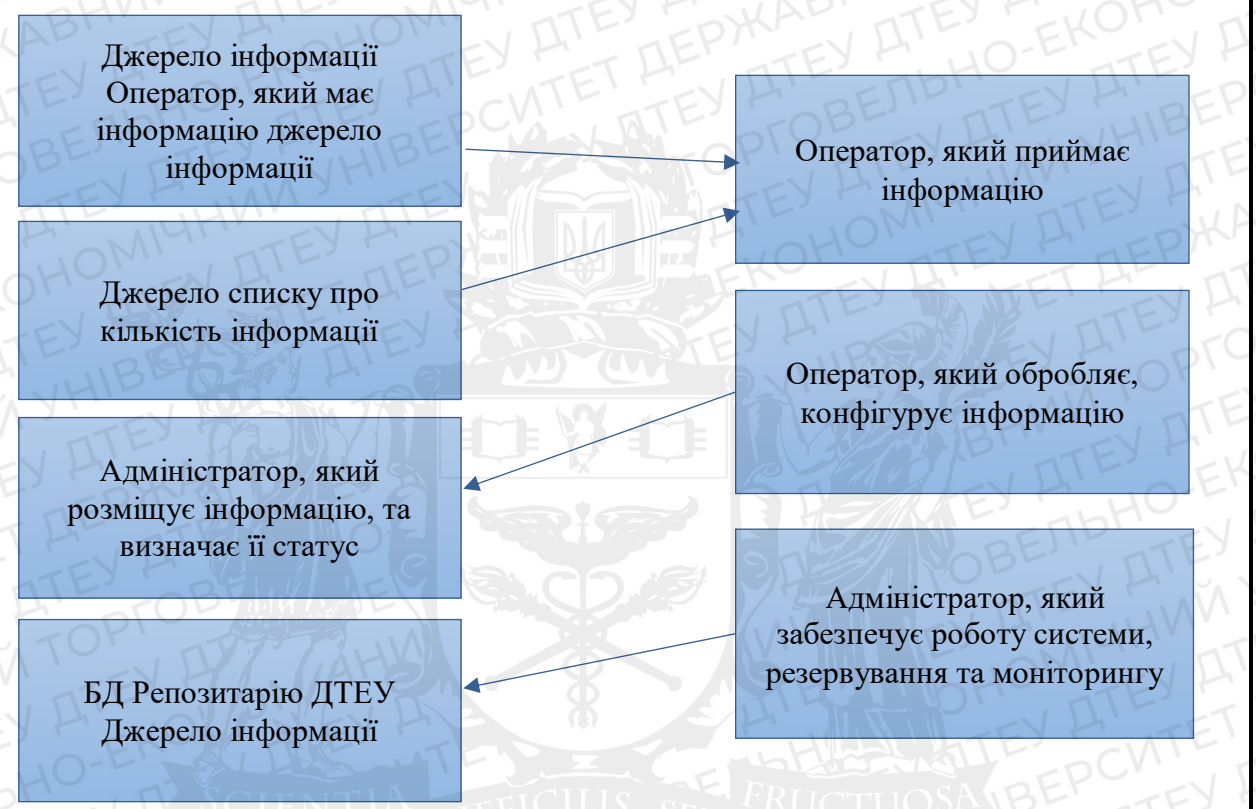 Джерело інформації
Оператор, який має
інформацію джерело
інформації
Оператор, який приймає
інформацію
Джерело списку про
кількість інформації
Оператор, який обробляє,
конфігурує інформацію
Адміністратор, який
розміщує інформацію, та
визначає її статус
Адміністратор, який
забезпечує роботу системи,
резервування та моніторингу
БД Репозитарію ДТЕУ
Джерело інформації
SCIENTIA
FRUCTUOSA